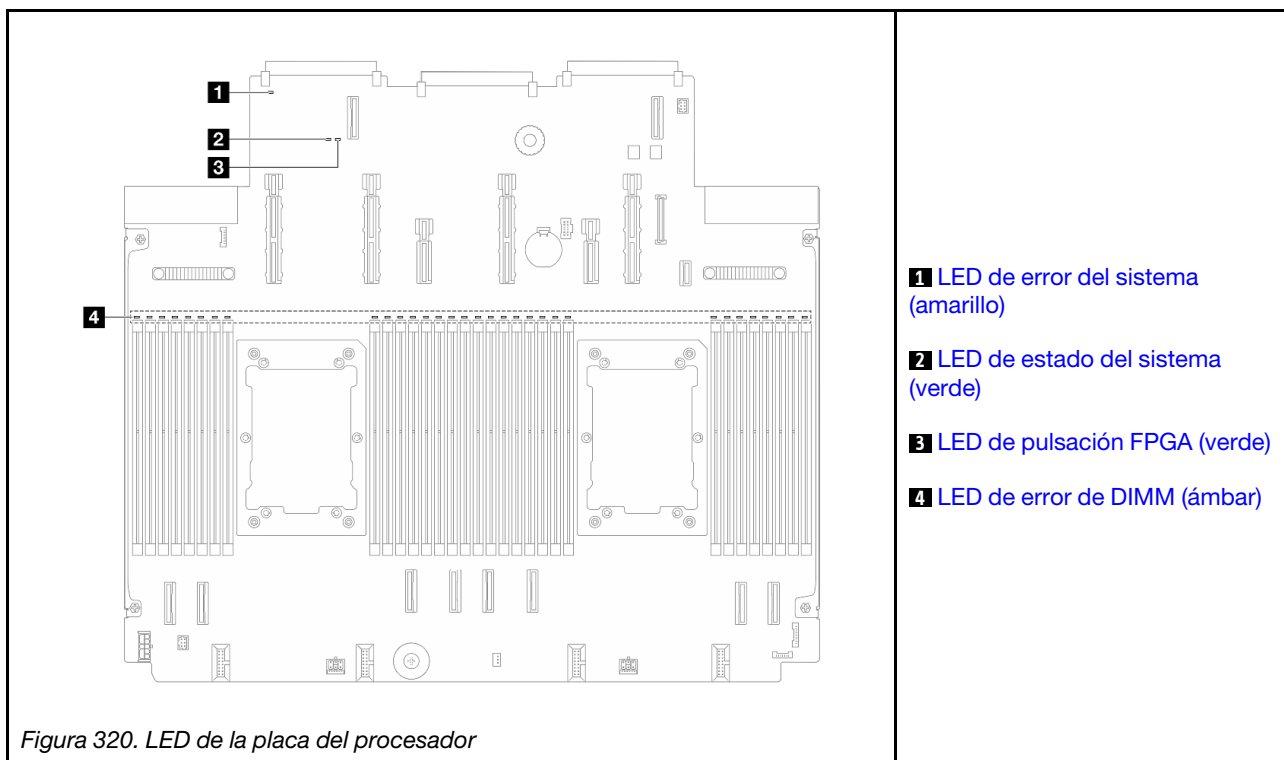 1
2
3
4
Figura 320. LED de la placa del procesador
1 LED de error del sistema
(amarillo)
2 LED de estado del sistema
(verde)
3 LED de pulsación FPGA (verde)
4 LED de error de DIMM (ámbar)